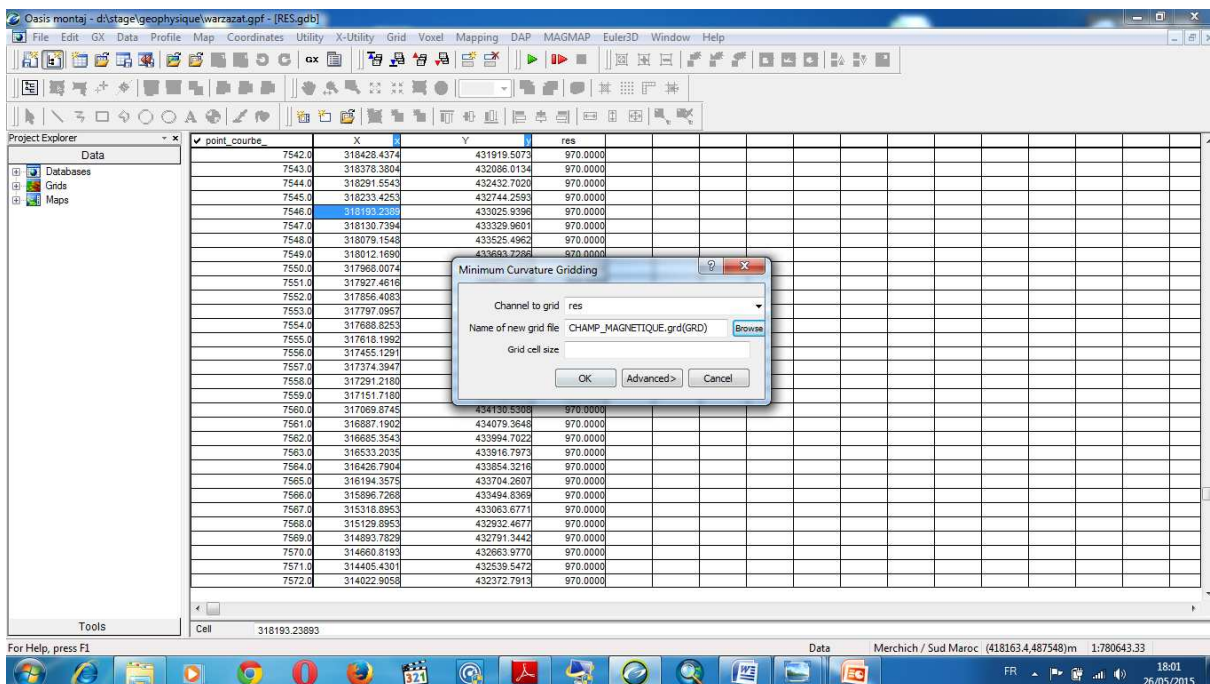 Oasis montaj - d:\stage\geophysique\warzazat.gpf - [RES.gdb]
File Edit GX Data Profile Map Coordinates Utility X-Utility Grid Voxel Mapping DAP MAGMAP Euler3D Window Help
GX
Project Explorer
Data
Databases
Grids
Maps
point_courbe_ X x Y y res
7542.0 318428.4374 431919.5073 970.0000
7543.0 318378.3804 432086.0134 970.0000
7544.0 318291.5543 432432.7020 970.0000
7545.0 318233.4253 432744.2593 970.0000
7546.0 318193.2389 433025.9396 970.0000
7547.0 318130.7394 433329.9601 970.0000
7548.0 318079.1548 433525.4962 970.0000
7549.0 318012.1690 433693.7286 970.0000
7550.0 317968.0074
7551.0 317927.4616
7552.0 317856.4083
7553.0 317797.0957
7554.0 317688.8253
7555.0 317618.1992
7556.0 317455.1291
7557.0 317374.3947
7558.0 317291.2180
7559.0 317151.7180
7560.0 317069.8745 434130.5308 970.0000
7561.0 316887.1902 434079.3648 970.0000
7562.0 316685.3543 433994.7022 970.0000
7563.0 316533.2035 433916.7973 970.0000
7564.0 316426.7904 433854.3216 970.0000
7565.0 316194.3575 433704.2607 970.0000
7566.0 315896.7268 433494.8369 970.0000
7567.0 315318.8953 433063.6771 970.0000
7568.0 315129.8953 432932.4677 970.0000
7569.0 314893.7829 432791.3442 970.0000
7570.0 314660.8193 432663.9770 970.0000
7571.0 314405.4301 432539.5472 970.0000
7572.0 314022.9058 432372.7913 970.0000
Minimum Curvature Gridding
Channel to grid res
Name of new grid file CHAMP_MAGNETIQUE.grd(GRD) Browse
Grid cell size
OK Advanced> Cancel
Tools
Cell 318193.23893
For Help, press F1 Data Merchich / Sud Maroc (418163.4,487548)m 1:780643.33
321
FR 18:01
26/05/2015